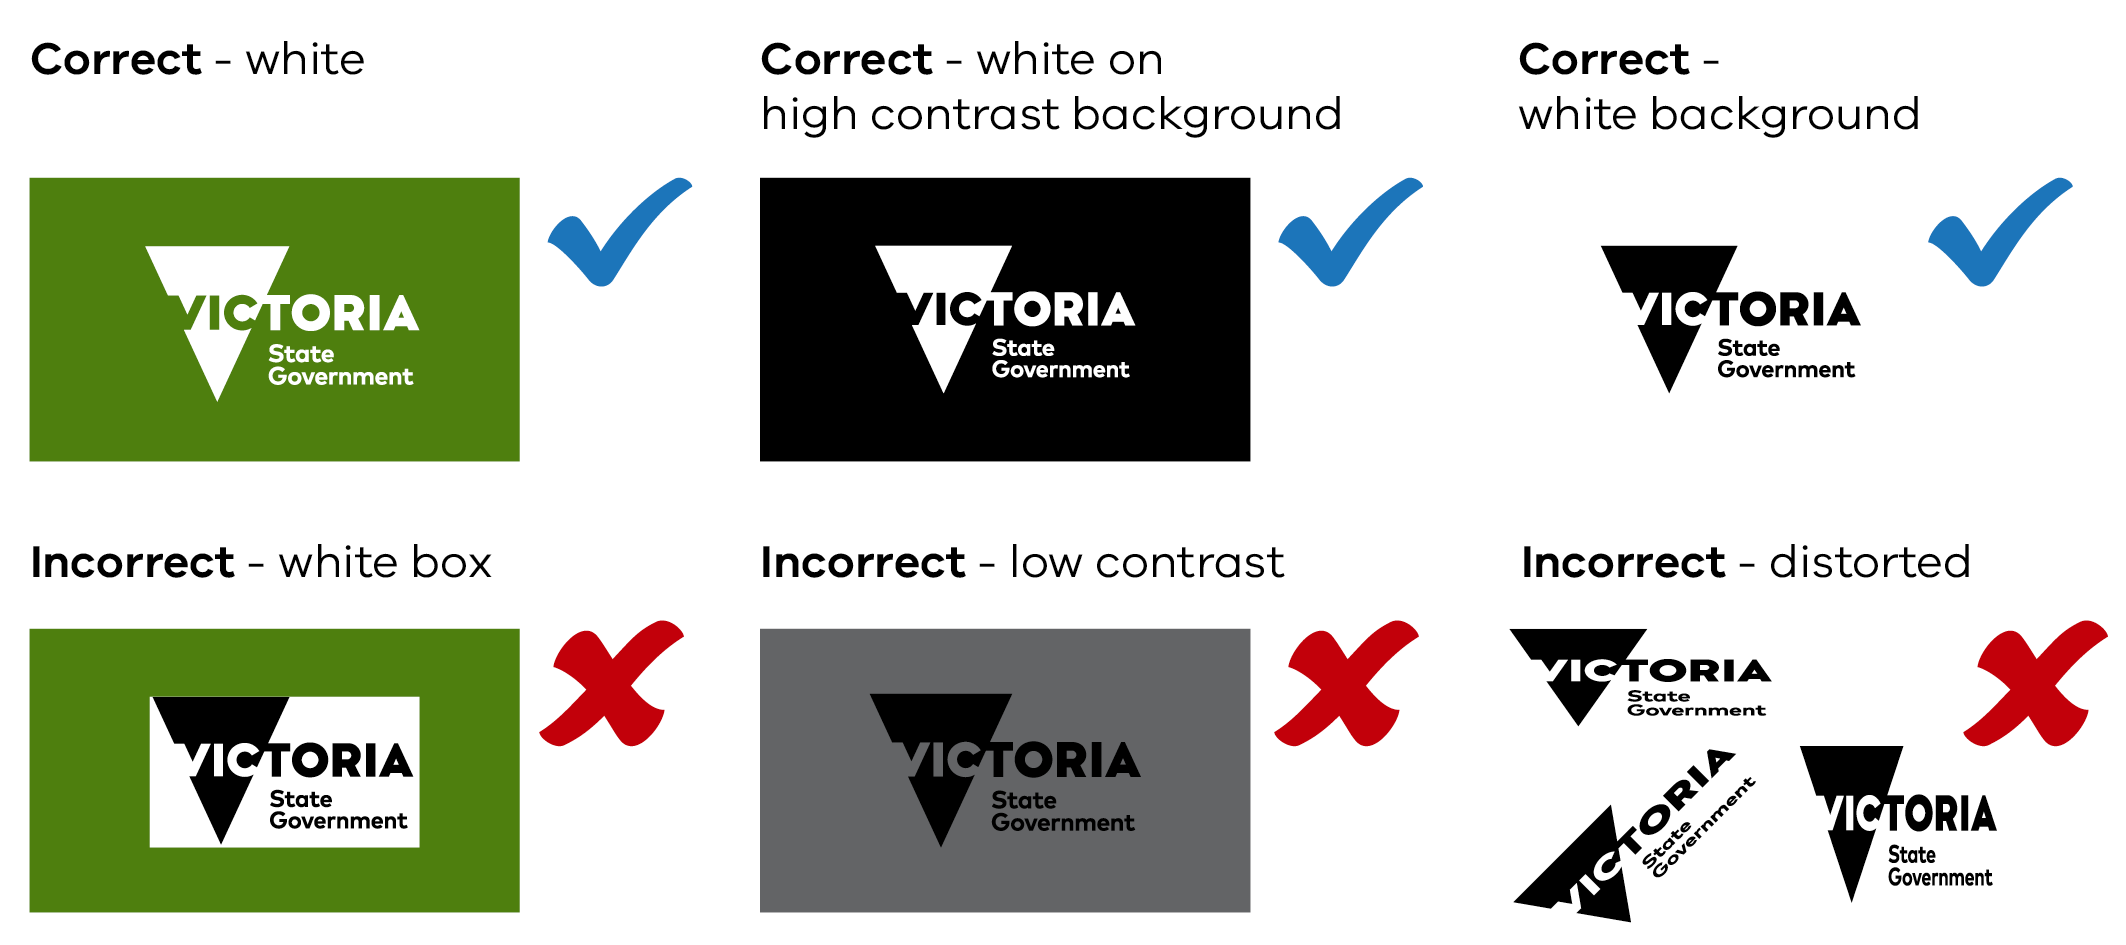 Correct - white
Correct - white on
high contrast background
Correct -
white background
VICTORIA
State
Government
VICTORIA
State
Government
VICTORIA
State
Government
Incorrect - white box
Incorrect - low contrast
Incorrect - distorted
VICTORIA
State
Government
VICTORIA
State
Government
VICTORIA
State
Government
VICTORIA
State
Government
VICTORIA
State
Government